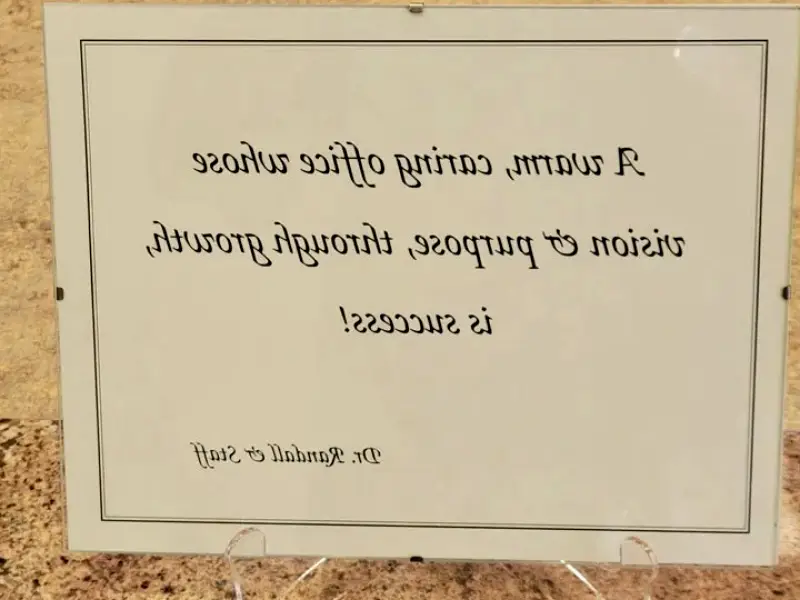 A warm, caring office whose
vision & purpose, through growth,
is success!
Dr. Randall & Staff